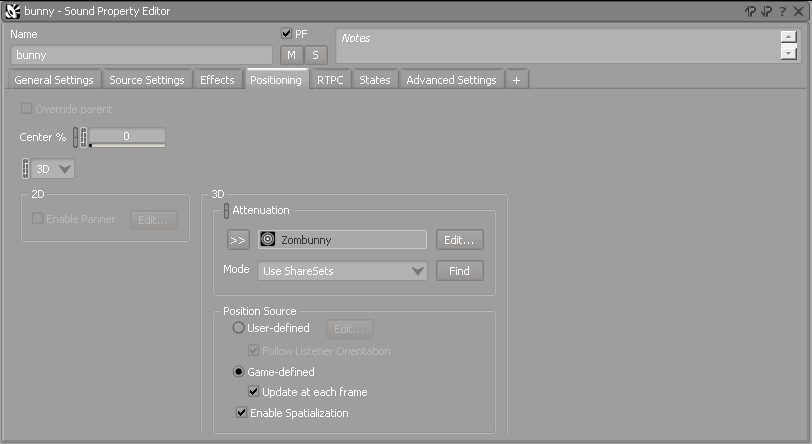 bunny - Sound Property Editor
Name
PF
bunny
M S
Notes
General Settings Source Settings Effects Positioning RTPC States Advanced Settings +
Override parent
Center % 0
3D
2D
Enable Panner Edit...
3D
Attenuation
>> Zombunny Edit...
Mode Use ShareSets Find
Position Source
User-defined Edit...
Follow Listener Orientation
Game-defined
Update at each frame
Enable Spatialization